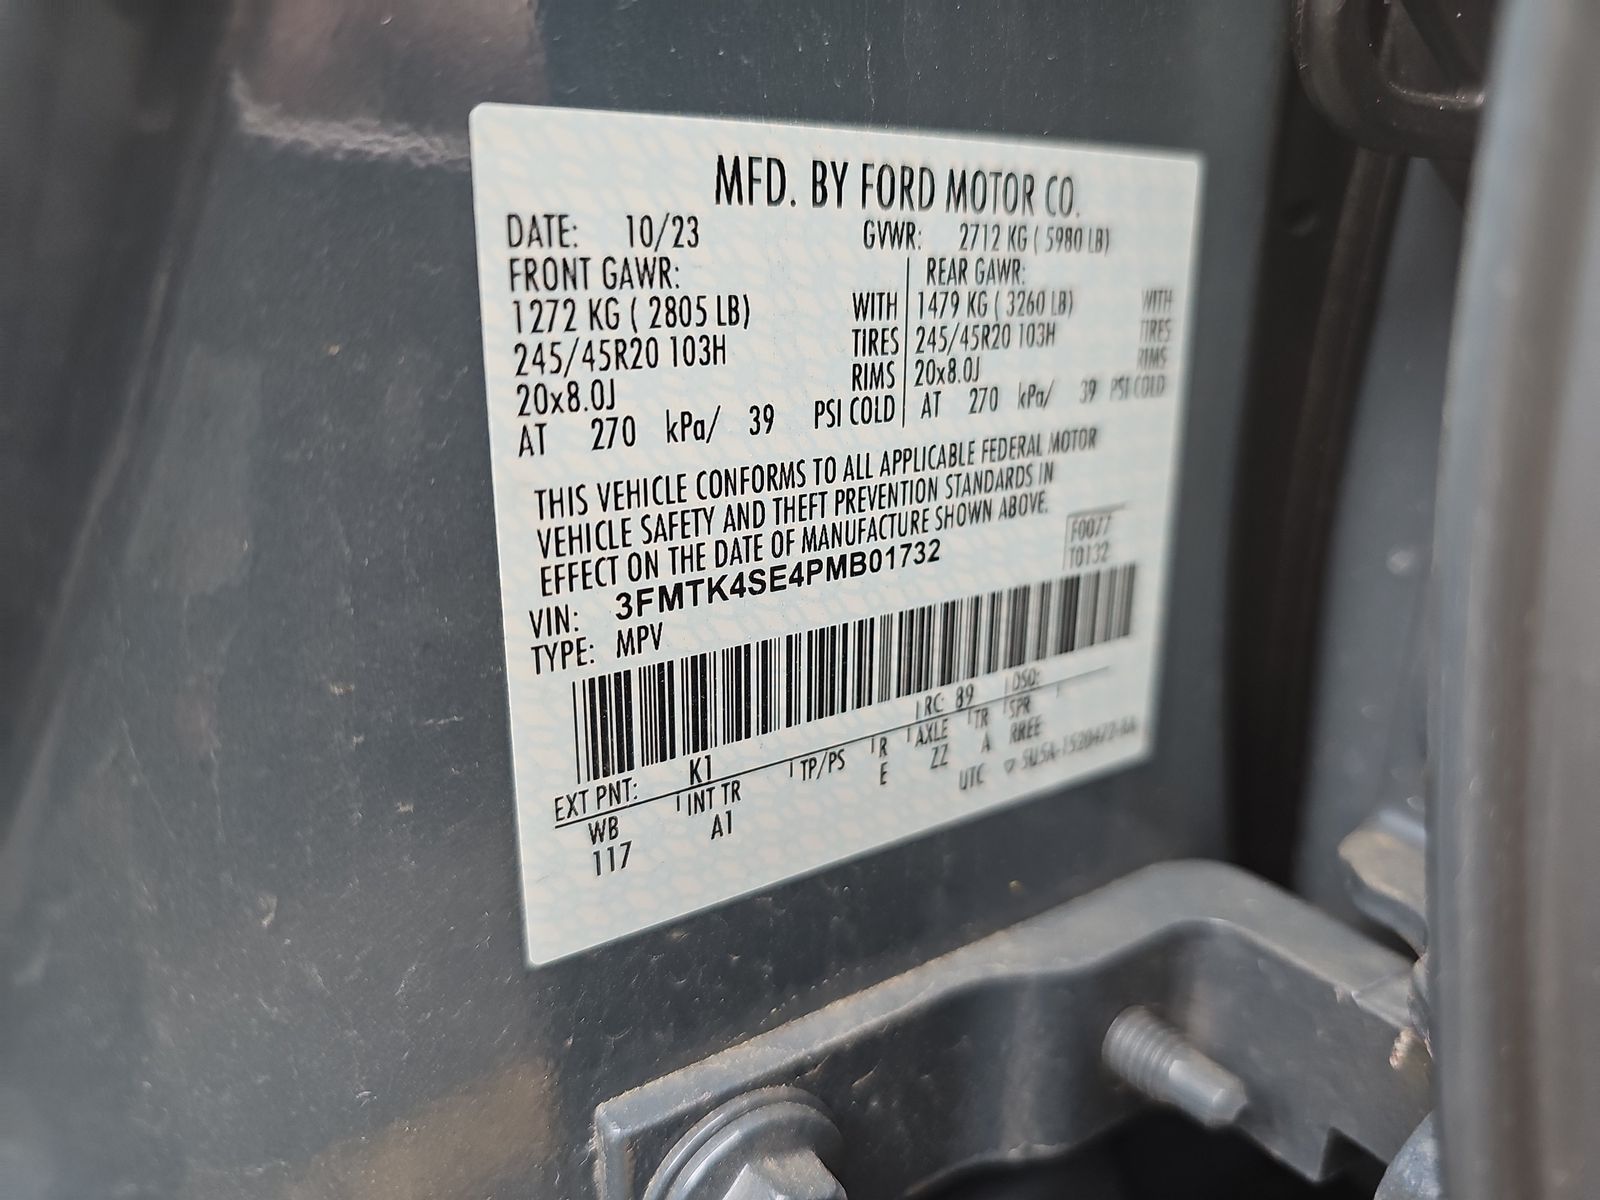 MFD. BY FORD MOTOR CO.
DATE: 10/23 GVWR: 2712 KG ( 5980 LB)
FRONT GAWR: REAR GAWR:
1272 KG ( 2805 LB) WITH 1479 KG ( 3260 LB) WITH
245/45R20 103H TIRES 245/45R20 103H TIRES
20x8.0J RIMS 20x8.0J RIMS
AT 270 kPa/ 39 PSI COLD AT 270 kPa/ 39 PSI COLD
THIS VEHICLE CONFORMS TO ALL APPLICABLE FEDERAL MOTOR
VEHICLE SAFETY AND THEFT PREVENTION STANDARDS IN
EFFECT ON THE DATE OF MANUFACTURE SHOWN ABOVE.
F0077
T0132
VIN: 3FMTK4SE4PMB01732
TYPE: MPV
EXT PNT: K1 RC: 89 DSO:
WB INT TR TP/PS R AXLE TR SPR
117 A1 E ZZ A RREE
UTC